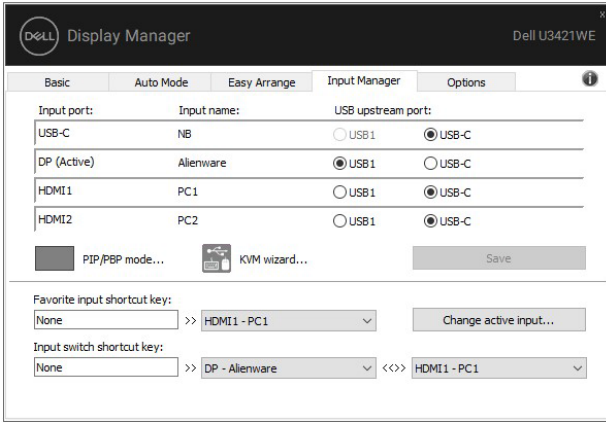 x
DELL Display Manager Dell U3421WE
Basic Auto Mode Easy Arrange Input Manager Options i
Input port: Input name: USB upstream port:
USB-C NB USB1 USB-C
DP (Active) Alienware USB1 USB-C
HDMI1 PC1 USB1 USB-C
HDMI2 PC2 USB1 USB-C
PIP/PBP mode... KVM wizard... Save
Favorite input shortcut key:
None >> HDMI1 - PC1 Change active input...
Input switch shortcut key:
None >> DP - Alienware <<>> HDMI1 - PC1